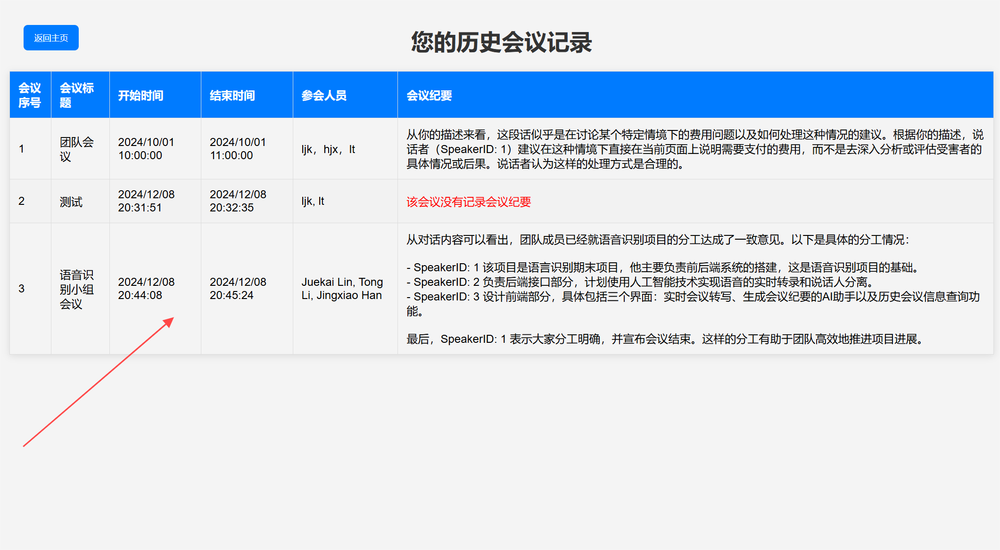 返回主页
您的历史会议记录
会议
序号
会议标
题
开始时间
结束时间
参会人员
会议纪要
1
团队会
议
2024/10/01
10:00:00
2024/10/01
11:00:00
ljk，hjx，lt
从你的描述来看，这段话似乎是在讨论某个特定情境下的费用问题以及如何处理这种情况的建议。根据你的描述，说
话者（SpeakerID: 1）建议在这种情境下直接在当前页面上说明需要支付的费用，而不是去深入分析或评估受害者的
具体情况或后果。说话者认为这样的处理方式是合理的。
2
测试
2024/12/08
20:31:51
2024/12/08
20:32:35
ljk, lt
该会议没有记录会议纪要
3
语音识
别小组
会议
2024/12/08
20:44:08
2024/12/08
20:45:24
Juekai Lin, Tong
Li, Jingxiao Han
从对话内容可以看出，团队成员已经就语音识别项目的分工达成了一致意见。以下是具体的分工情况：
- SpeakerID: 1 该项目是语言识别期末项目，他主要负责前后端系统的搭建，这是语音识别项目的基础。
- SpeakerID: 2 负责后端接口部分，计划使用人工智能技术实现语音的实时转录和说话人分离。
- SpeakerID: 3 设计前端部分，具体包括三个界面：实时会议转写、生成会议纪要的AI助手以及历史会议信息查询功
能。
最后，SpeakerID: 1 表示大家分工明确，并宣布会议结束。这样的分工有助于团队高效地推进项目进展。